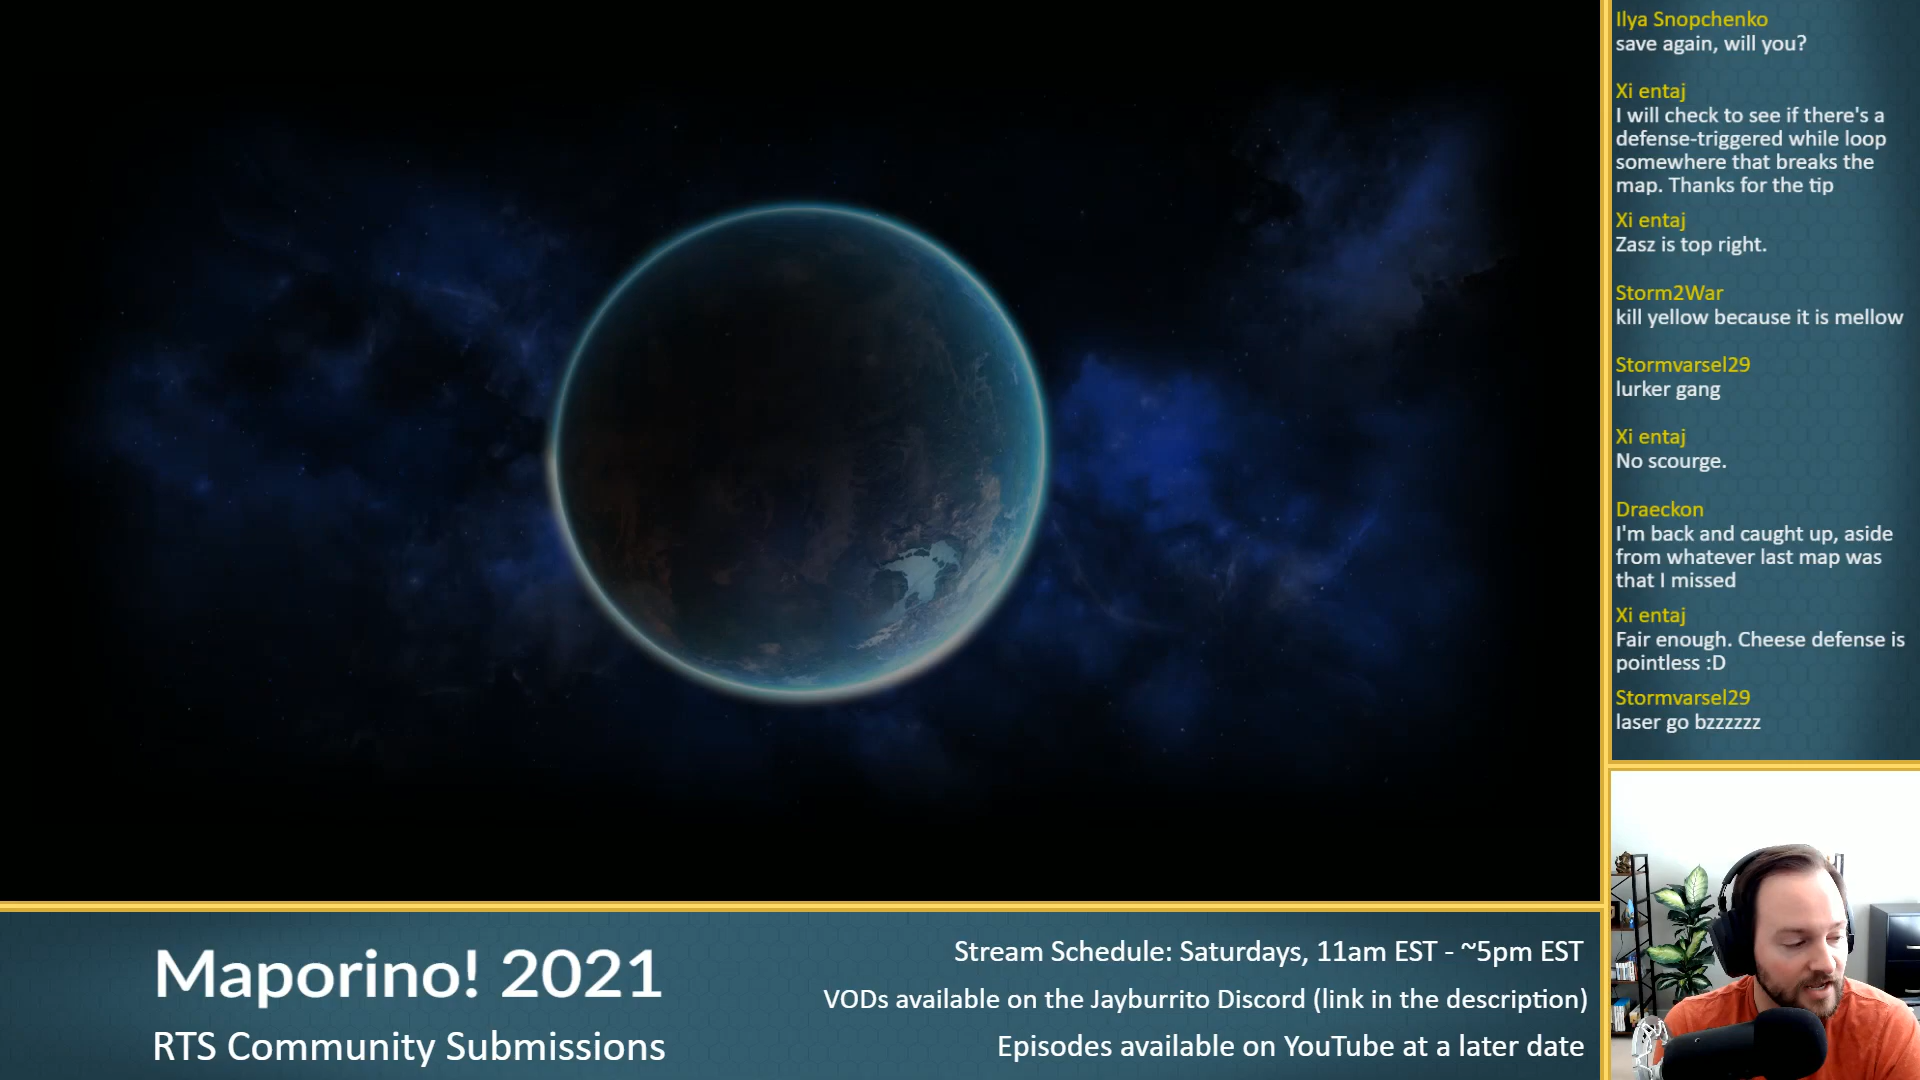 Ilya Snopchenko
save again, will you?
Xi entaj
I will check to see if there's a
defense-triggered while loop
somewhere that breaks the
map. Thanks for the tip
Xi entaj
Zasz is top right.
Storm2War
kill yellow because it is mellow
Stormvarsel29
lurker gang
Xi entaj
No scourge.
Draeckon
I'm back and caught up, aside
from whatever last map was
that I missed
Xi entaj
Fair enough. Cheese defense is
pointless :D
Stormvarsel29
laser go bzzzzzz
Maporino! 2021
RTS Community Submissions
Stream Schedule: Saturdays, 11am EST - ~5pm EST
VODs available on the Jayburrito Discord (link in the description)
Episodes available on YouTube at a later date